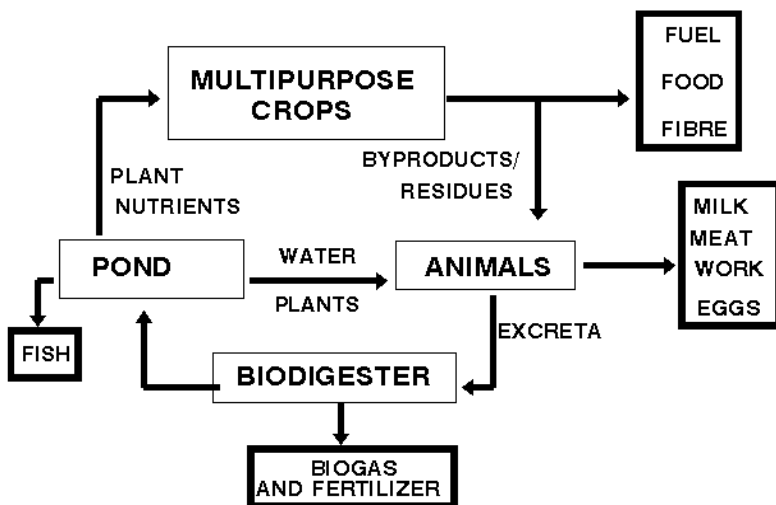 MULTIPURPOSE
CROPS
FUEL
FOOD
FIBRE
BYPRODUCTS/
RESIDUES
PLANT
NUTRIENTS
MILK
MEAT
WORK
EGGS
POND
WATER
PLANTS
ANIMALS
FISH
EXCRETA
BIODIGESTER
BIOGAS
AND FERTILIZER